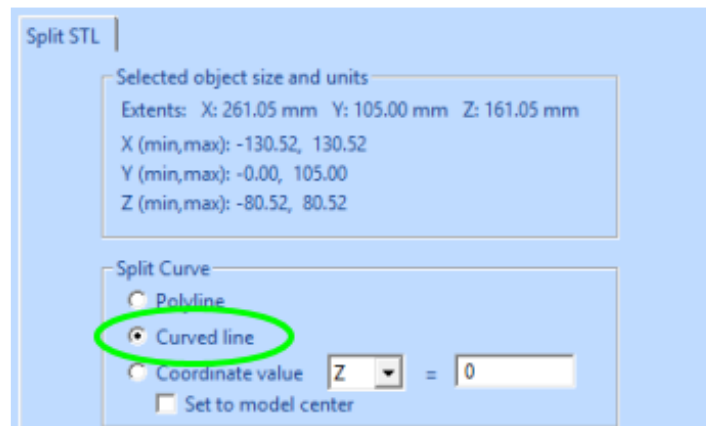 Split STL
Selected object size and units
Extents: X: 261.05 mm Y: 105.00 mm Z: 161.05 mm
X (min,max): -130.52, 130.52
Y (min,max): -0.00, 105.00
Z (min,max): -80.52, 80.52
Split Curve
Polyline
Curved line
Coordinate value Z = 0
Set to model center